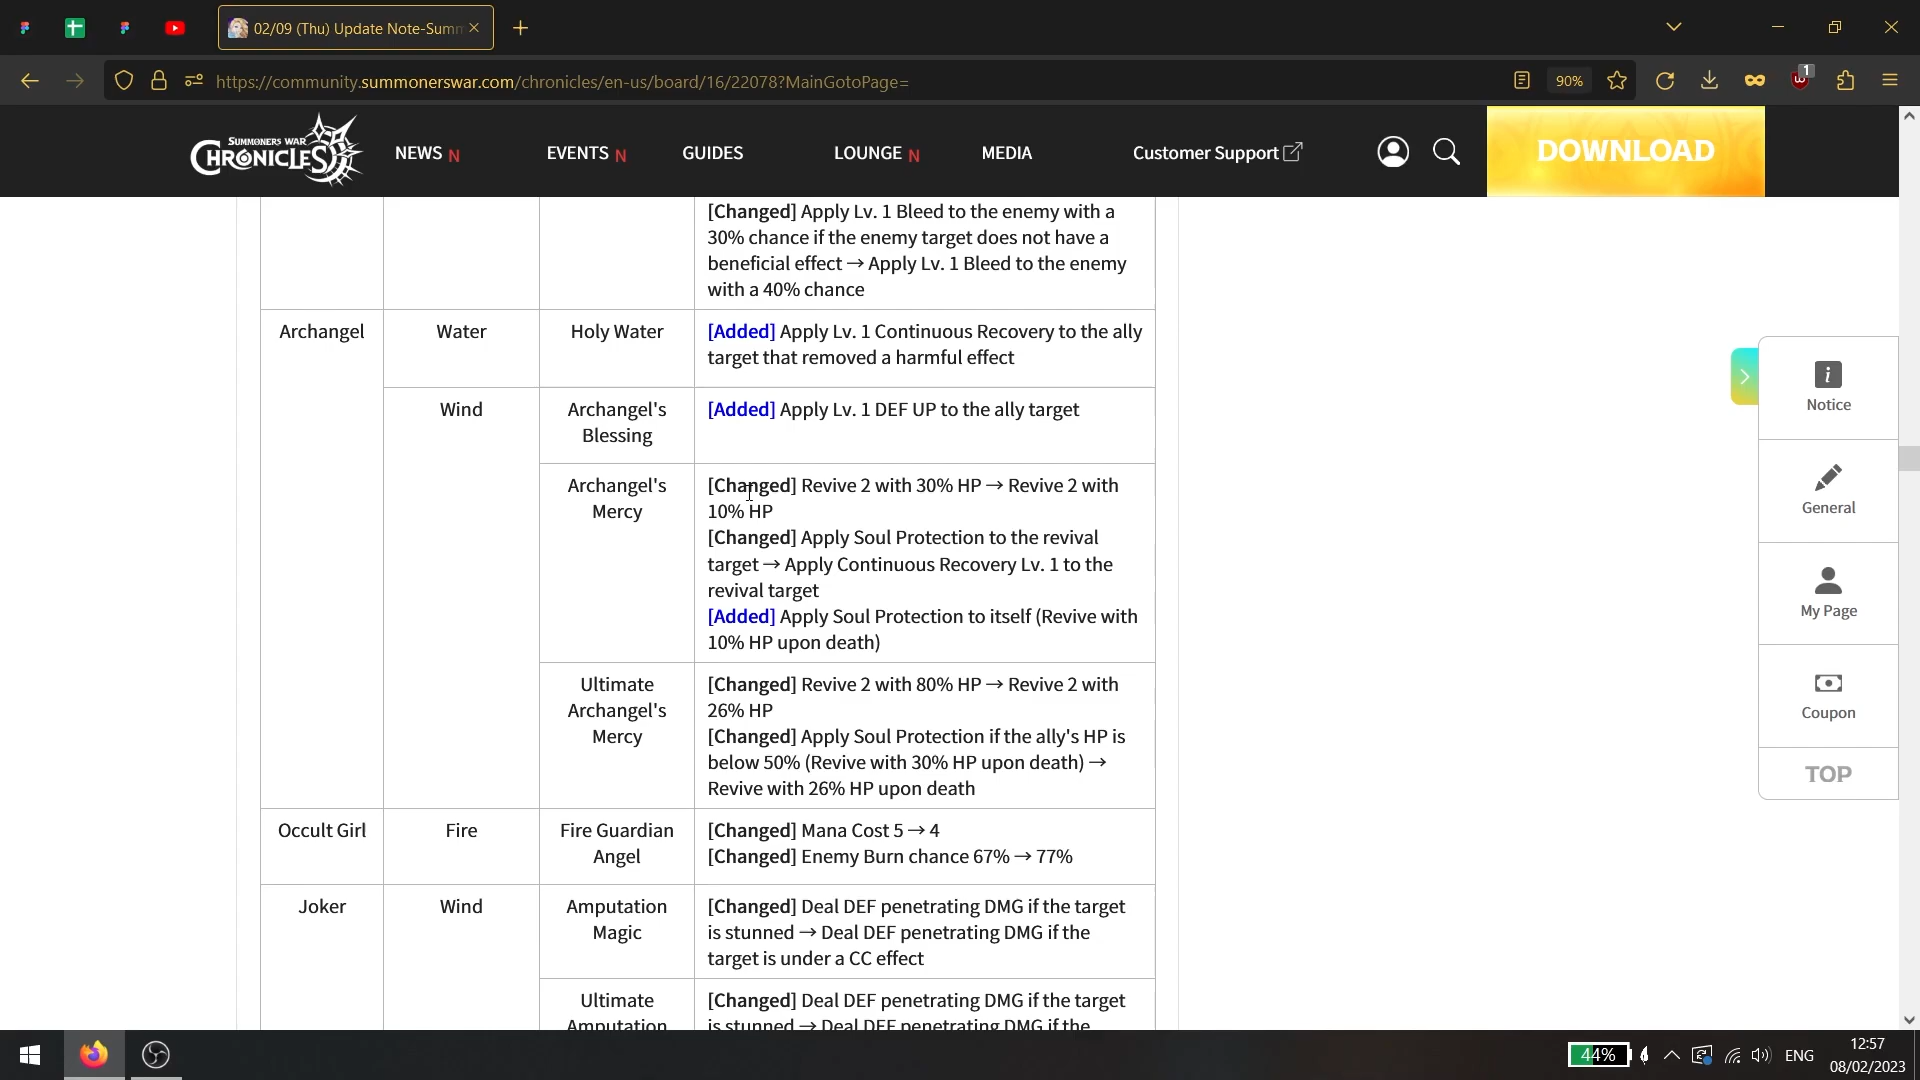 02/09 (Thu) Update Note-Summ
https://community.summonerswar.com/chronicles/en-us/board/16/22078?MainGotoPage=
90%
1
SUMMONERS WAR
CHRONICLES
NEWS N
EVENTS N
GUIDES
LOUNGE N
MEDIA
Customer Support
DOWNLOAD
[Changed] Apply Lv. 1 Bleed to the enemy with a
30% chance if the enemy target does not have a
beneficial effect → Apply Lv. 1 Bleed to the enemy
with a 40% chance
Archangel
Water
Holy Water
[Added] Apply Lv. 1 Continuous Recovery to the ally
target that removed a harmful effect
Wind
Archangel's
Blessing
[Added] Apply Lv. 1 DEF UP to the ally target
Archangel's
Mercy
[Changed] Revive 2 with 30% HP → Revive 2 with
10% HP
[Changed] Apply Soul Protection to the revival
target → Apply Continuous Recovery Lv. 1 to the
revival target
[Added] Apply Soul Protection to itself (Revive with
10% HP upon death)
Ultimate
Archangel's
Mercy
[Changed] Revive 2 with 80% HP → Revive 2 with
26% HP
[Changed] Apply Soul Protection if the ally's HP is
below 50% (Revive with 30% HP upon death) →
Revive with 26% HP upon death
Occult Girl
Fire
Fire Guardian
Angel
[Changed] Mana Cost 5 → 4
[Changed] Enemy Burn chance 67% → 77%
Joker
Wind
Amputation
Magic
[Changed] Deal DEF penetrating DMG if the target
is stunned → Deal DEF penetrating DMG if the
target is under a CC effect
Ultimate
Amputation
[Changed] Deal DEF penetrating DMG if the target
is stunned → Deal DEF penetrating DMG if the
Notice
General
My Page
Coupon
TOP
44%
ENG
12:57
08/02/2023